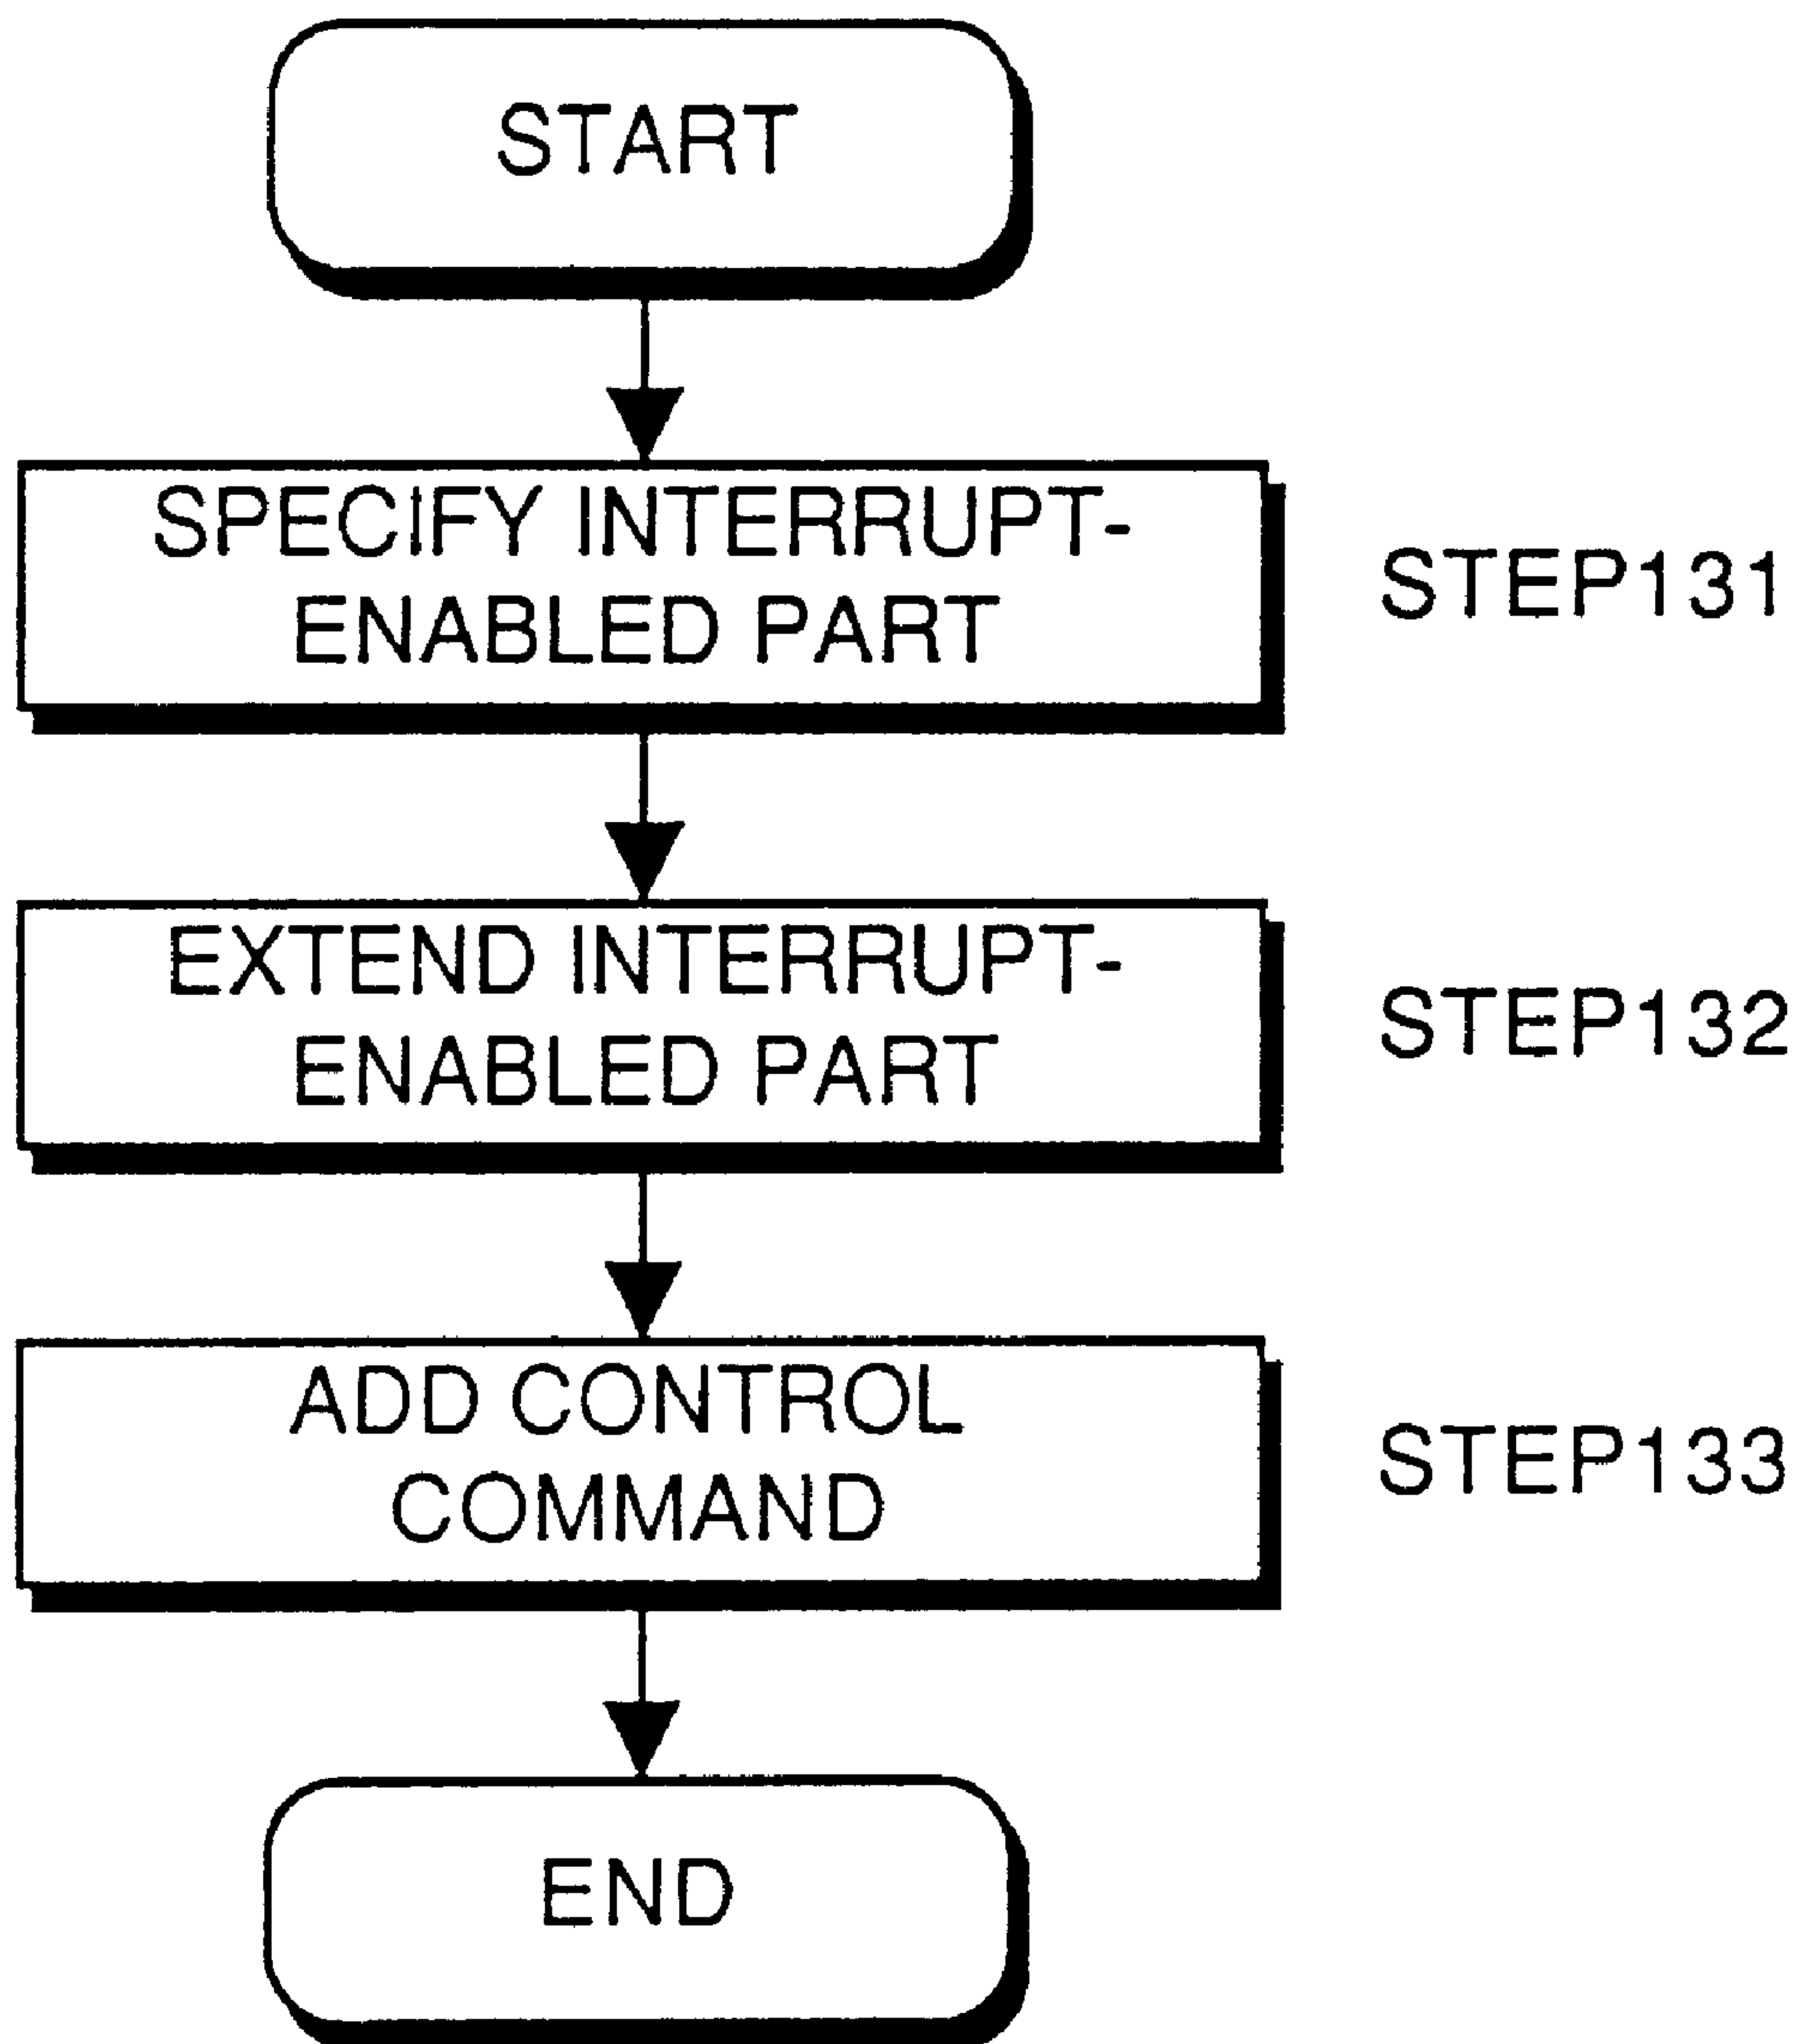 START
SPECIFY INTERRUPT-
ENABLED PART
STEP131
EXTEND INTERRUPT-
ENABLED PART
STEP132
ADD CONTROL
COMMAND
STEP133
END